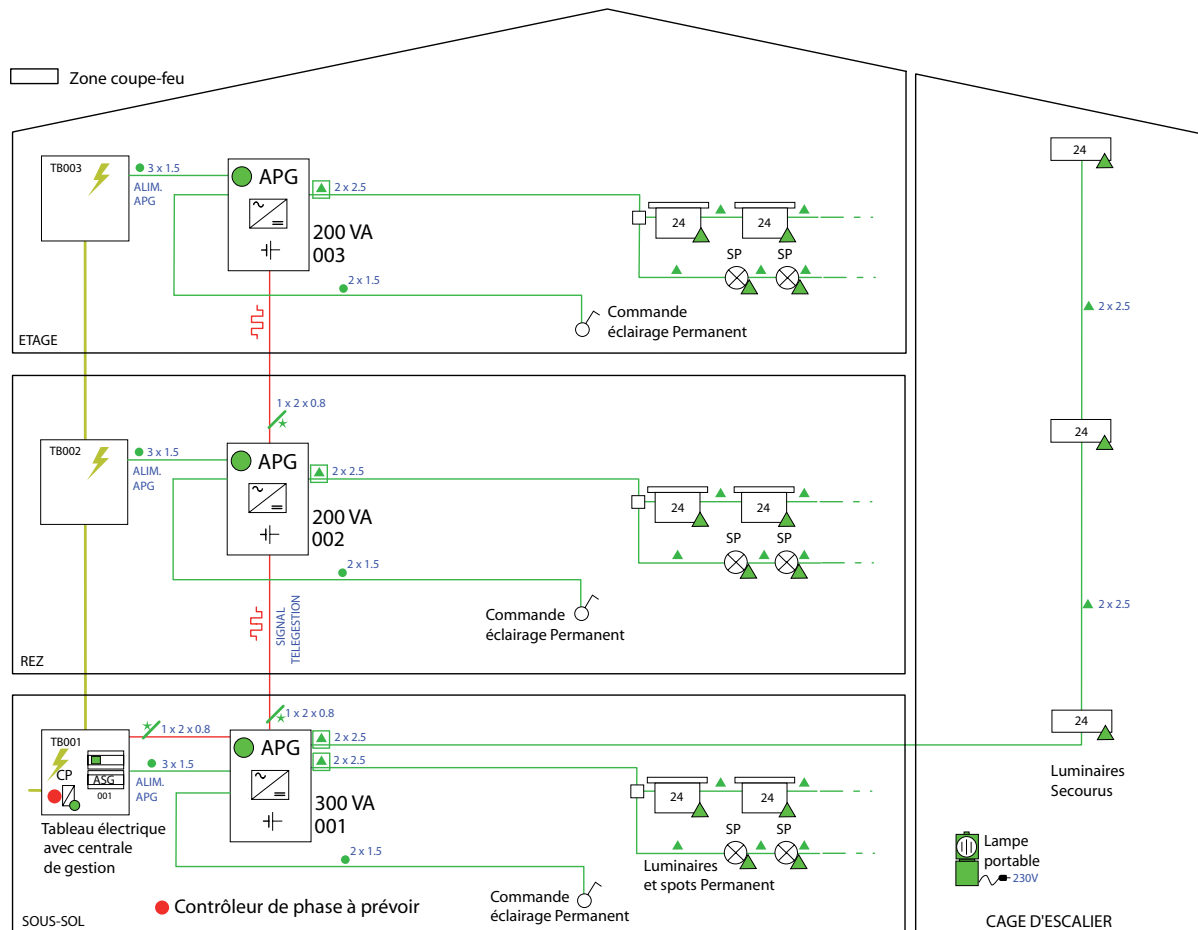 Zone coupe-feu
TB003
3 x 1.5
ALIM.
APG
APG
200 VA
003
2 x 2.5
24
24
SP
SP
2 x 1.5
Commande
éclairage Permanent
ETAGE
1 x 2 x 0.8
TB002
3 x 1.5
ALIM.
APG
APG
200 VA
002
2 x 2.5
24
24
SP
SP
2 x 1.5
Commande
éclairage Permanent
SIGNAL
TELEGESTION
REZ
1 x 2 x 0.8
1 x 2 x 0.8
TB001
CP
ASG
001
3 x 1.5
ALIM.
APG
APG
300 VA
001
2 x 2.5
2 x 2.5
24
24
SP
SP
2 x 1.5
Tableau électrique
avec centrale
de gestion
Luminaires
et spots Permanent
Commande
éclairage Permanent
Contrôleur de phase à prévoir
SOUS-SOL
24
2 x 2.5
24
2 x 2.5
24
Luminaires
Secourus
Lampe
portable
230V
CAGE D'ESCALIER